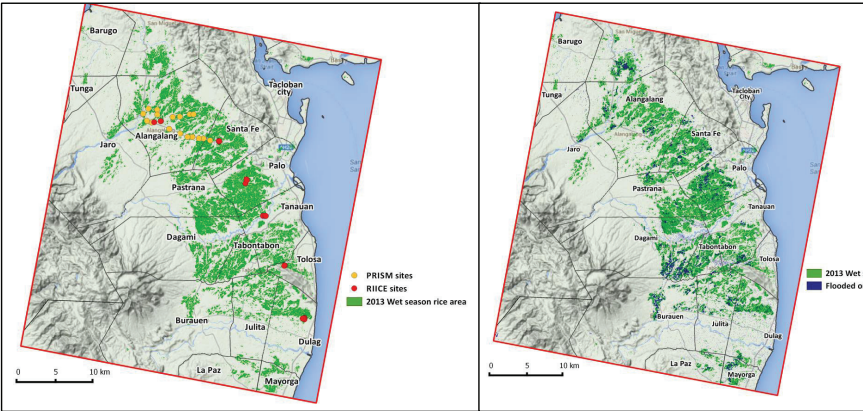 San Miguel
Barugo
Tacloban
city
Tunga
Alangalang
Santa Fe
Jaro
Palo
Pastrana
Tanauan
Dagami
Tabontabon
Tolosa
PRISM sites
RIICE sites
2013 Wet season rice area
Burauen
Julita
Dulag
La Paz
Mayorga
0 10 km
Barugo
Tacloban
city
Tunga
Alangalang
Santa Fe
Jaro
Palo
Pastrana
Tanauan
Dagami
Tabontabon
Tolosa
2013 Wet
Flooded o
Burauen
Julita
Dulag
La Paz
Mayorga
0 10 km